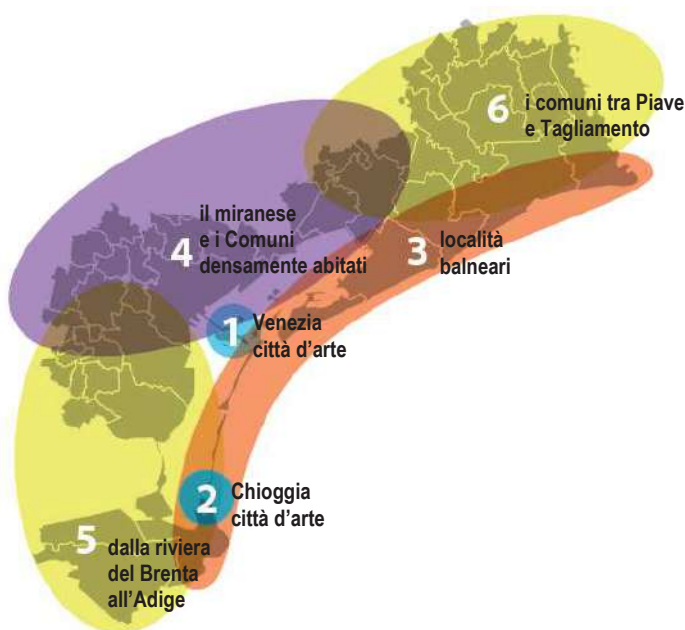 6
i comuni tra Piave
e Tagliamento
4
il miranese
e i Comuni
densamente abitati
3
località
balneari
1
Venezia
città d'arte
2
Chioggia
città d'arte
5
dalla riviera
del Brenta
all'Adige